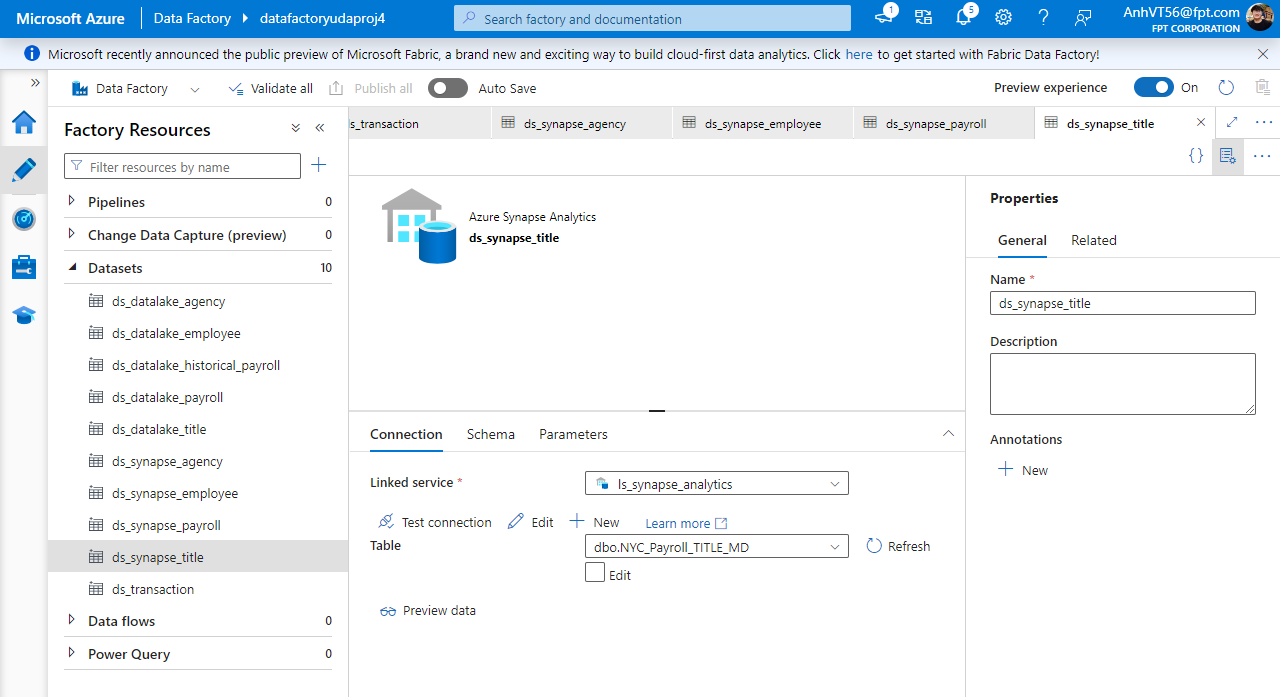 Microsoft Azure
Data Factory
datafactoryudaproj4
Search factory and documentation
1
5
AnhVT56@fpt.com
FPT CORPORATION
Microsoft recently announced the public preview of Microsoft Fabric, a brand new and exciting way to build cloud-first data analytics. Click here to get started with Fabric Data Factory!
Data Factory
Validate all
Publish all
Auto Save
Preview experience
On
Factory Resources
Filter resources by name
Pipelines 0
Change Data Capture (preview) 0
Datasets 10
ds_datalake_agency
ds_datalake_employee
ds_datalake_historical_payroll
ds_datalake_payroll
ds_datalake_title
ds_synapse_agency
ds_synapse_employee
ds_synapse_payroll
ds_synapse_title
ds_transaction
Data flows 0
Power Query 0
ls_transaction
ds_synapse_agency
ds_synapse_employee
ds_synapse_payroll
ds_synapse_title
Azure Synapse Analytics
ds_synapse_title
Connection
Schema
Parameters
Linked service *
ls_synapse_analytics
Test connection
Edit
New
Learn more
Table
dbo.NYC_Payroll_TITLE_MD
Refresh
Edit
Preview data
Properties
General
Related
Name *
ds_synapse_title
Description
Annotations
New